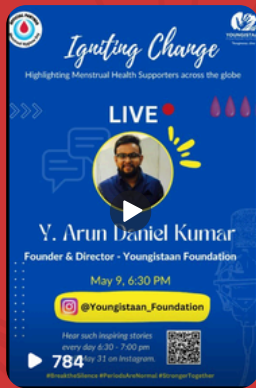 YOUNGISTAAN
Igniting Change
Highlighting Menstrual Health Supporters across the globe
LIVE
Y. Arun Daniel Kumar
Founder & Director - Youngistaan Foundation
May 9, 6:30 PM
@Youngistaan_Foundation
Hear such inspiring stories
every day 6:30 - 7:00 pm
May 31 on Instagram.
784
#BreaktheSilence #PeriodsAreNormal #StrongerTogether